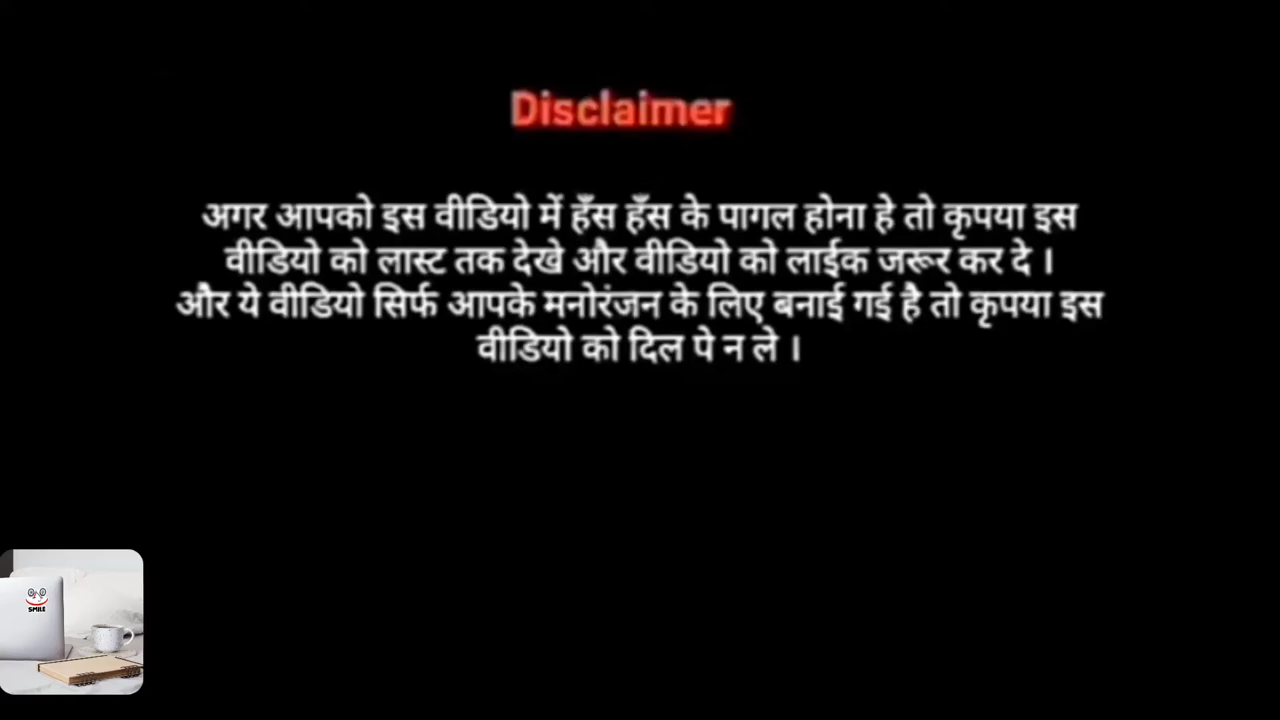 Disclaimer
अगर आपको इस वीडियो में हँस हँस के पागल होना हे तो कृपया इस
वीडियो को लास्ट तक देखे और वीडियो को लाईक जरूर कर दे ।
और ये वीडियो सिर्फ आपके मनोरंजन के लिए बनाई गई है तो कृपया इस
वीडियो को दिल पे न ले ।
SMILE